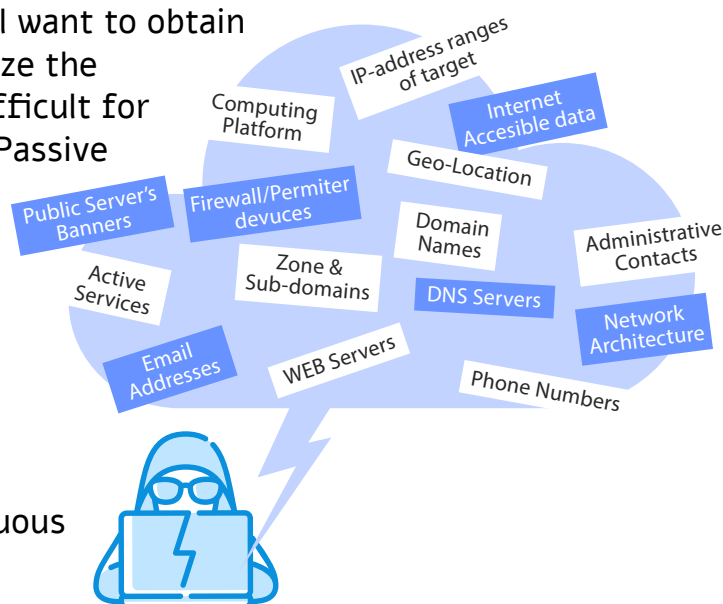 l want to obtain
ze the
fficult for
Passive
IP-address ranges
of target
Computing
Platform
Internet
Accesible data
Geo-Location
Public Server's
Banners
Firewall/Permiter
devuces
Domain
Names
Administrative
Contacts
Active
Services
Zone &
Sub-domains
DNS Servers
Network
Architecture
Email
Addresses
WEB Servers
Phone Numbers
uous